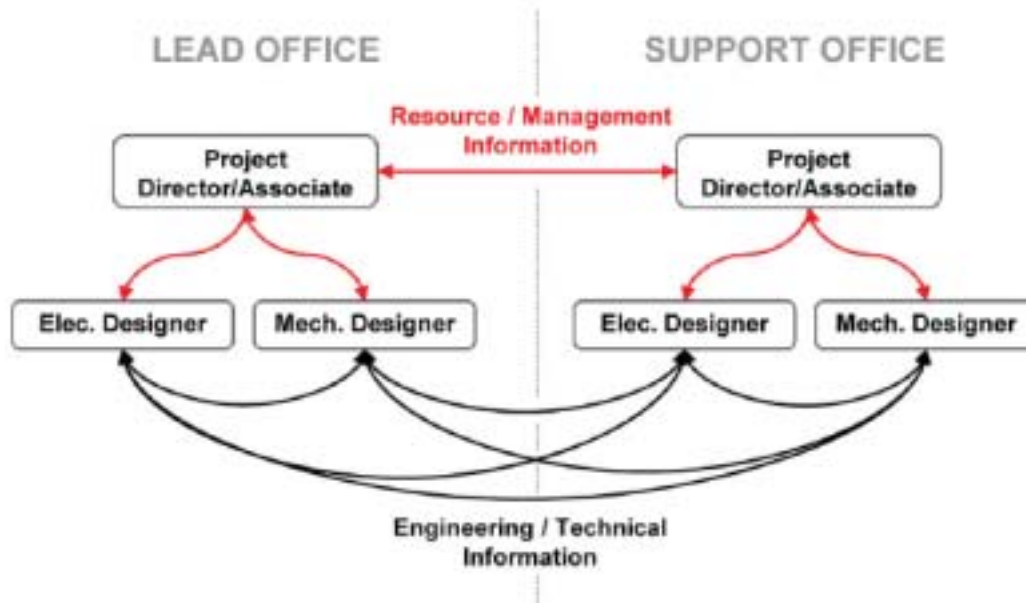 LEAD OFFICE
SUPPORT OFFICE
Resource / Management
Information
Project
Director/Associate
Project
Director/Associate
Elec. Designer
Mech. Designer
Elec. Designer
Mech. Designer
Engineering / Technical
Information